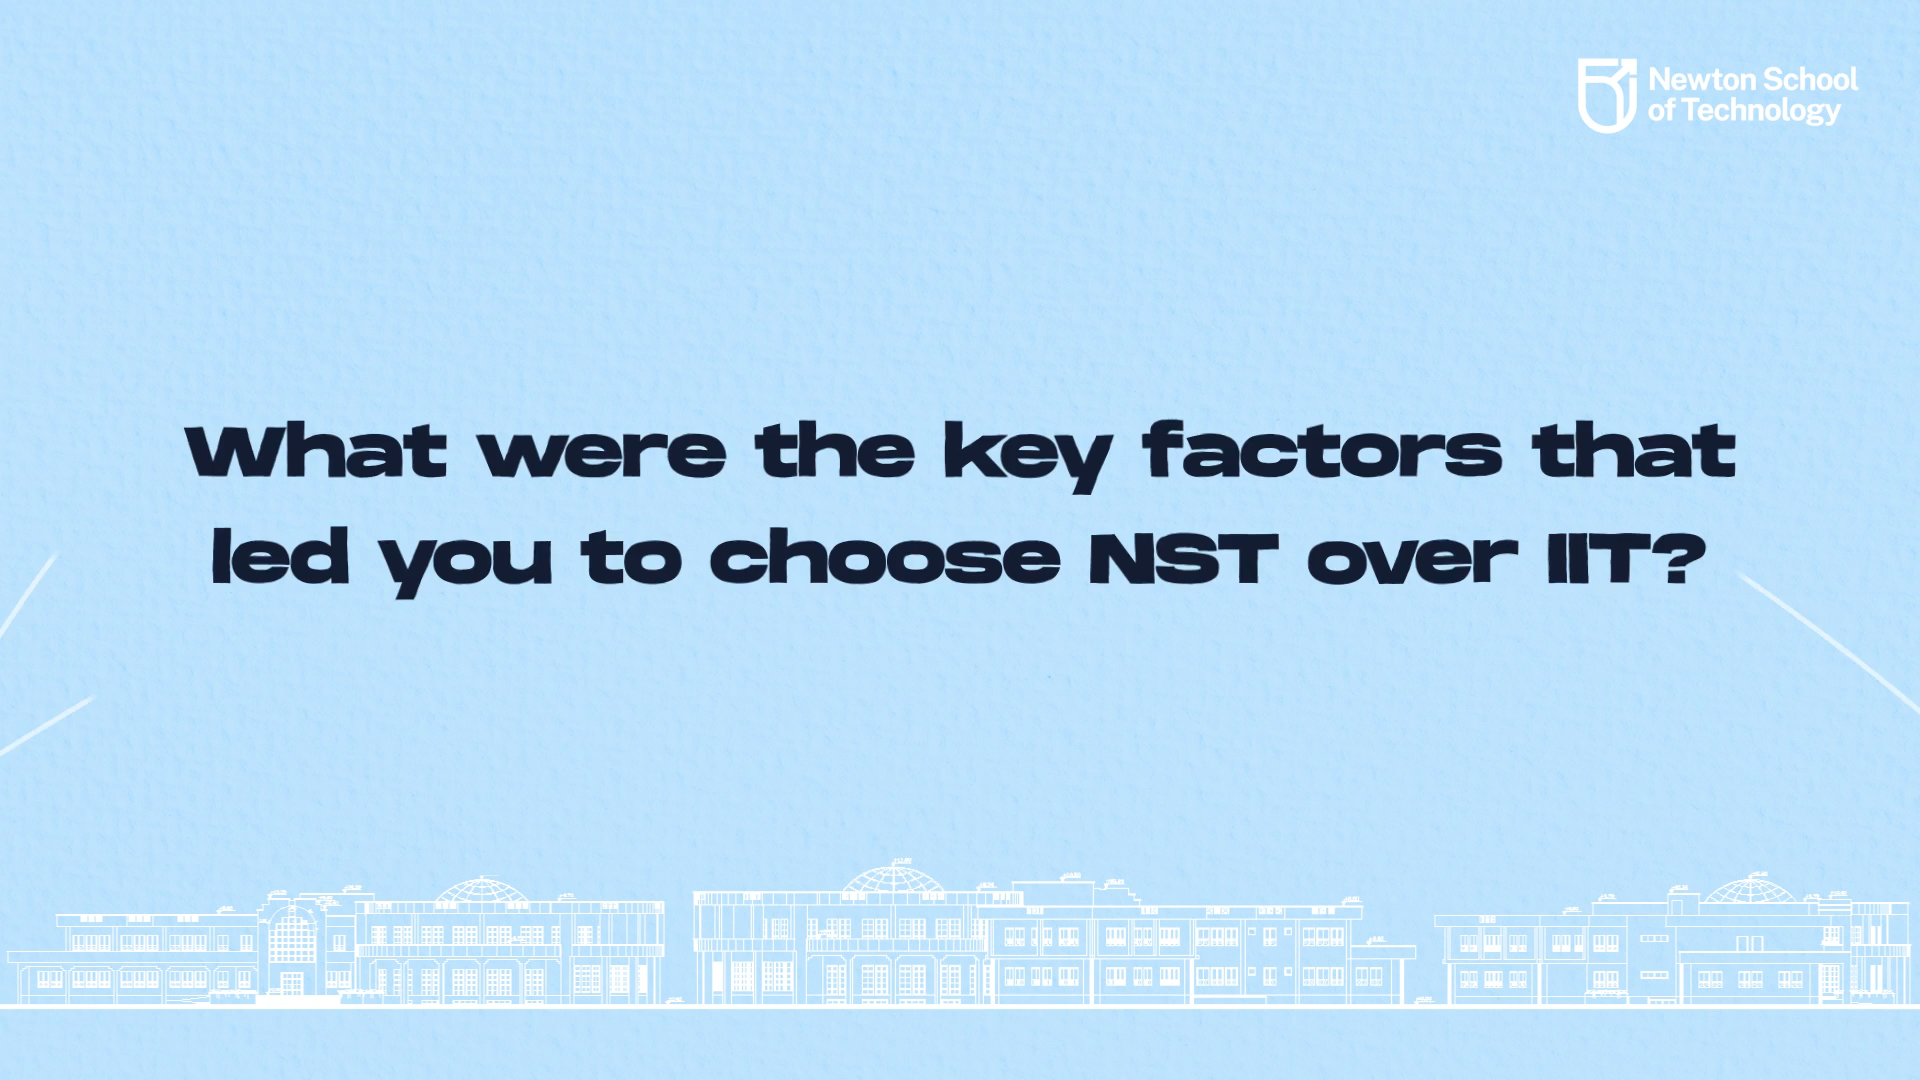 Newton School
of Technology
What were the key factors that
led you to choose NST over IIT?